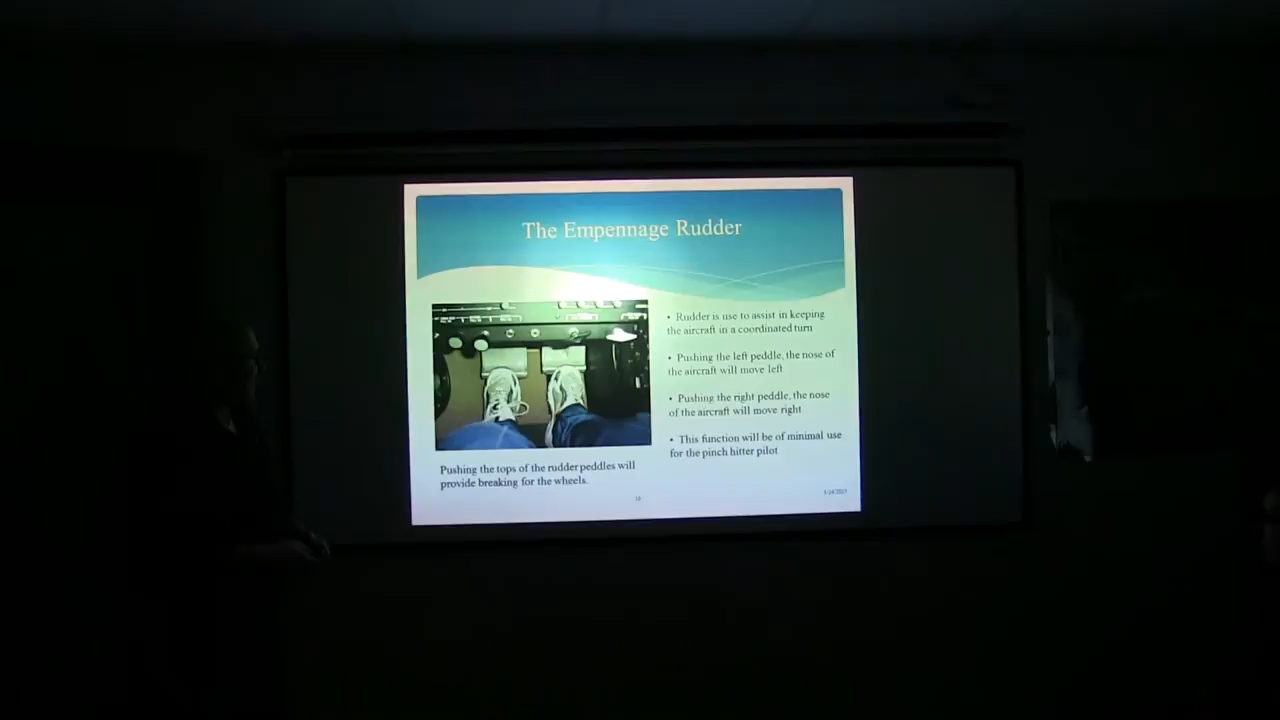 The Empennage Rudder
• Rudder is use to assist in keeping
the aircraft in a coordinated turn
• Pushing the left peddle, the nose of
the aircraft will move left
• Pushing the right peddle, the nose
of the aircraft will move right
• This function will be of minimal use
for the pinch hitter pilot
Pushing the tops of the rudder peddles will
provide breaking for the wheels.